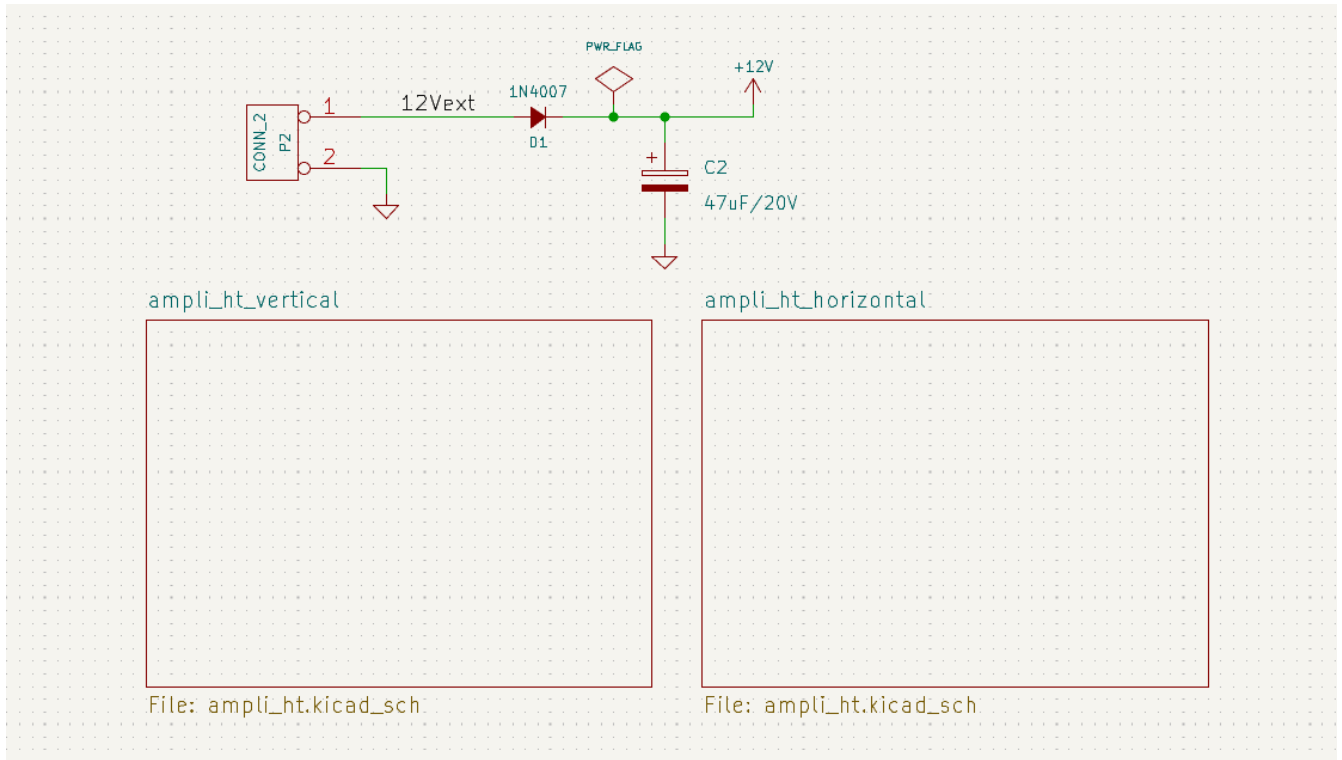 PWR_FLAG
+12V
1N4007
12Vext
1
CONN_2
P2
D1
2
+
C2
47uF/20V
ampli_ht_vertical
ampli_ht_horizontal
File: ampli_ht.kicad_sch
File: ampli_ht.kicad_sch